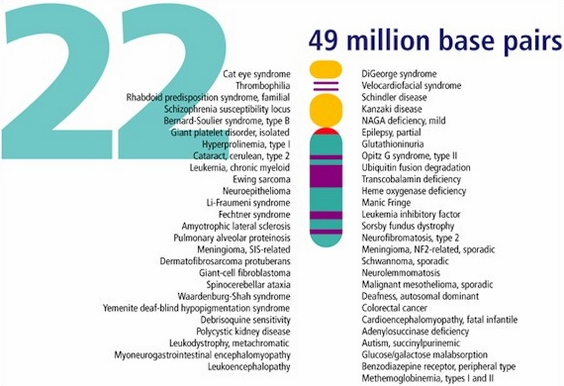 22
49 million base pairs
Cat eye syndrome
Thrombophilia
Rhabdoid predisposition syndrome, familial
Schizophrenia susceptibility locus
Bernard-Soulier syndrome, type B
Giant platelet disorder, isolated
Hyperprolinemia, type I
Cataract, cerulean, type 2
Leukemia, chronic myeloid
Ewing sarcoma
Neuroepithelioma
Li-Fraumeni syndrome
Fechtner syndrome
Amyotrophic lateral sclerosis
Pulmonary alveolar proteinosis
Meningioma, SIS-related
Dermatofibrosarcoma protuberans
Giant-cell fibroblastoma
Spinocerebellar ataxia
Waardenburg-Shah syndrome
Yemenite deaf-blind hypopigmentation syndrome
Debrisoquine sensitivity
Polycystic kidney disease
Leukodystrophy, metachromatic
Myoneurogastrointestinal encephalomyopathy
Leukoencephalopathy
DiGeorge syndrome
Velocardiofacial syndrome
Schindler disease
Kanzaki disease
NAGA deficiency, mild
Epilepsy, partial
Glutathioninuria
Opitz G syndrome, type II
Ubiquitin fusion degradation
Transcobalamin deficiency
Heme oxygenase deficiency
Manic Fringe
Leukemia inhibitory factor
Sorsby fundus dystrophy
Neurofibromatosis, type 2
Meningioma, NF2-related, sporadic
Schwannoma, sporadic
Neurolemmomatosis
Malignant mesothelioma, sporadic
Deafness, autosomal dominant
Colorectal cancer
Cardioencephalomyopathy, fatal infantile
Adenylosuccinase deficiency
Autism, succinylpurinemic
Glucose/galactose malabsorption
Benzodiazepine receptor, peripheral type
Methemoglobinemia, types I and II